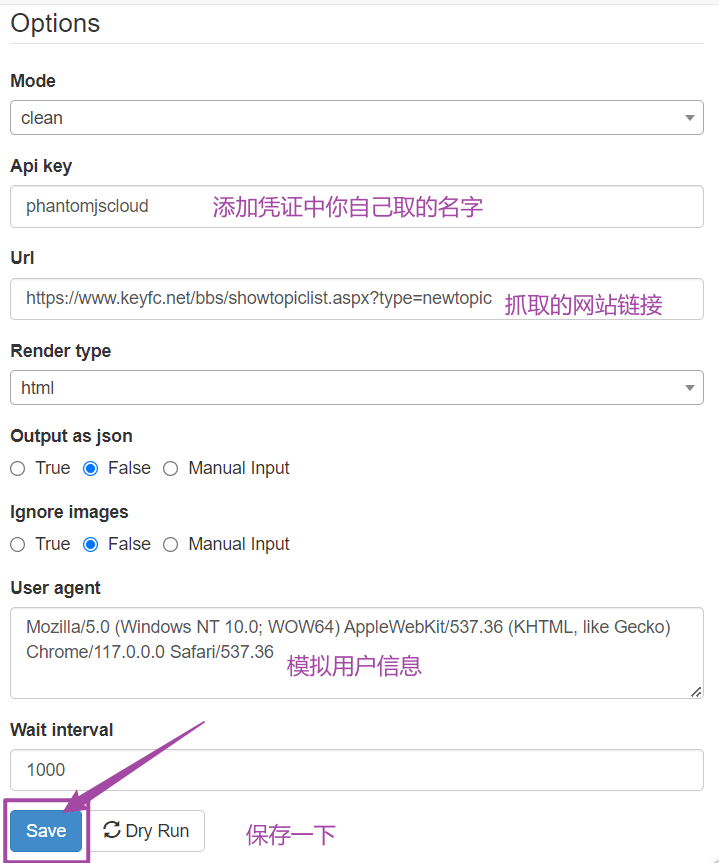 Options
Mode
clean
Api key
phantomjscloud 添加凭证中你自己取的名字
Url
https://www.keyfc.net/bbs/showtopiclist.aspx?type=newtopic 抓取的网站链接
Render type
html
Output as json
True False Manual Input
Ignore images
True False Manual Input
User agent
Mozilla/5.0 (Windows NT 10.0; WOW64) AppleWebKit/537.36 (KHTML, like Gecko)
Chrome/117.0.0.0 Safari/537.36 模拟用户信息
Wait interval
1000
Save Dry Run 保存一下